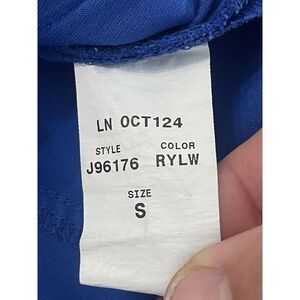 LN OCT124
STYLE COLOR
J96176 RYLW
SIZE
S